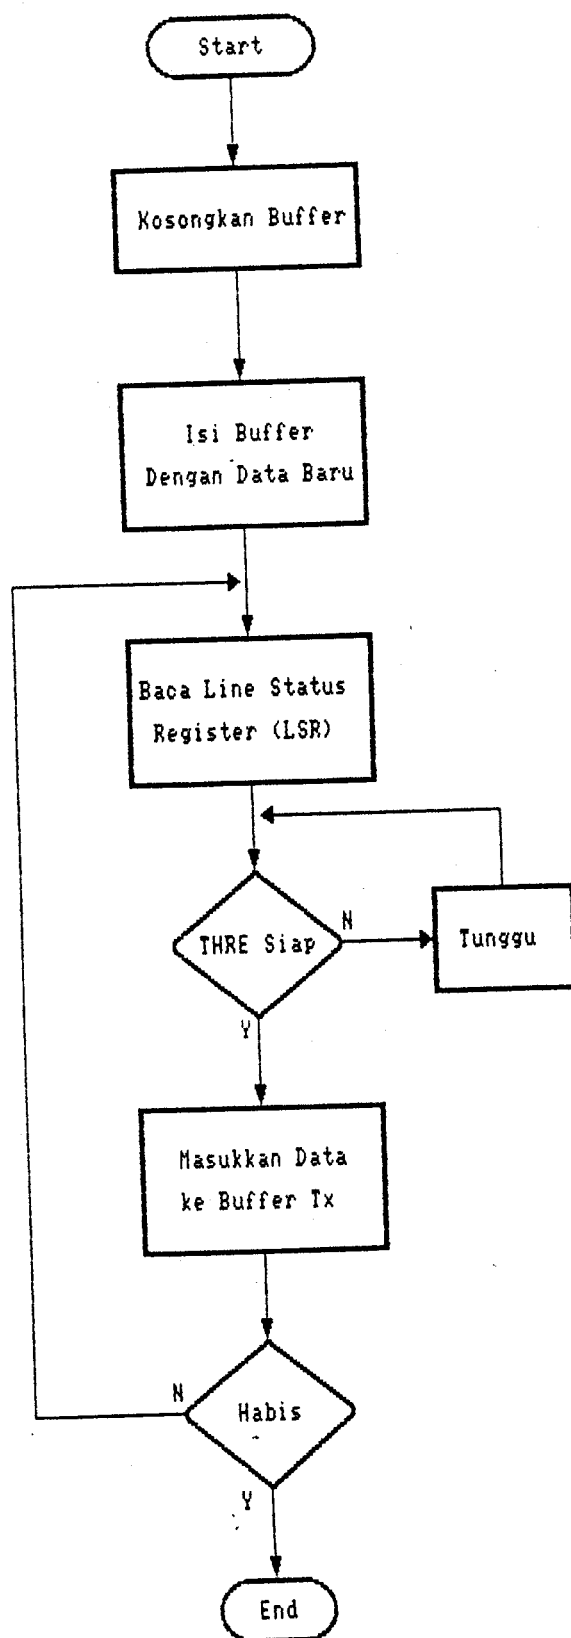 Start
Kosongkan Buffer
Isi Buffer
Dengan Data Baru
Baca Line Status
Register (LSR)
THRE Siap
N
Tunggu
Y
Masukkan Data
ke Buffer Tx
N
Habis
Y
End